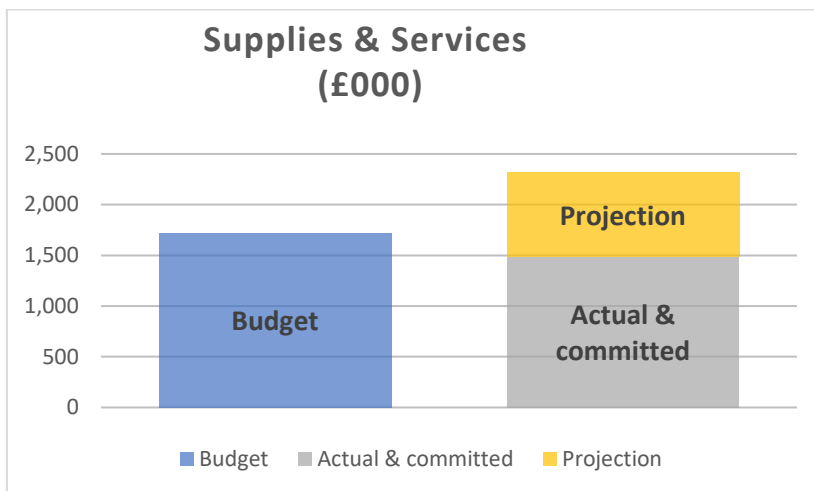 Supplies & Services
(£000)
2,500
2,000
1,500
1,000
500
0
Budget
Projection
Actual &
committed
Budget Actual & committed Projection